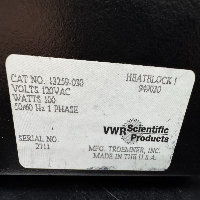 CAT NO. 13259-030
HEATBLOCK I
VOLTS 120VAC
949030
WATTS 100
50/60 Hz 1 PHASE
VWR Scientific
Products
SERIAL NO.
MFG. TROEMNER, INC.
2711
MADE IN THE U.S.A.